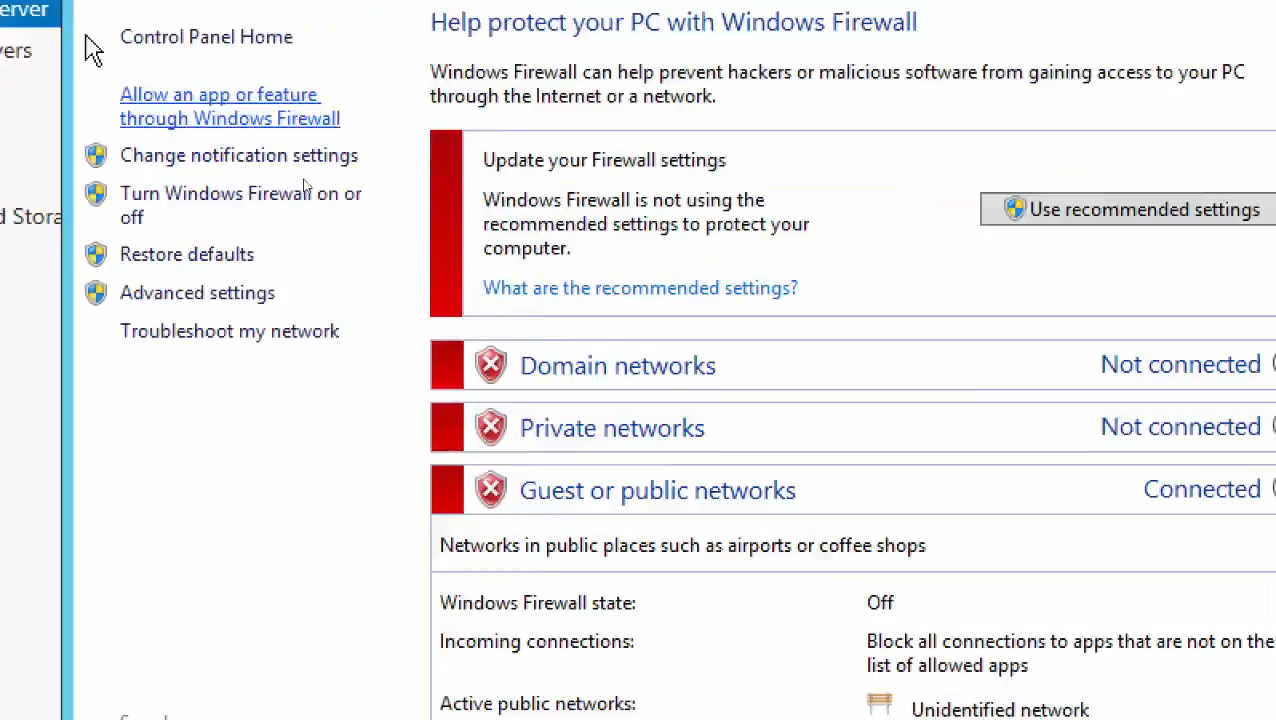 erver
vers
d Stora
Control Panel Home
Allow an app or feature
through Windows Firewall
Change notification settings
Turn Windows Firewall on or
off
Restore defaults
Advanced settings
Troubleshoot my network
Help protect your PC with Windows Firewall
Windows Firewall can help prevent hackers or malicious software from gaining access to your PC
through the Internet or a network.
Update your Firewall settings
Windows Firewall is not using the
recommended settings to protect your
computer.
Use recommended settings
What are the recommended settings?
Domain networks Not connected
Private networks Not connected
Guest or public networks Connected
Networks in public places such as airports or coffee shops
Windows Firewall state: Off
Incoming connections: Block all connections to apps that are not on the
list of allowed apps
Active public networks: Unidentified network